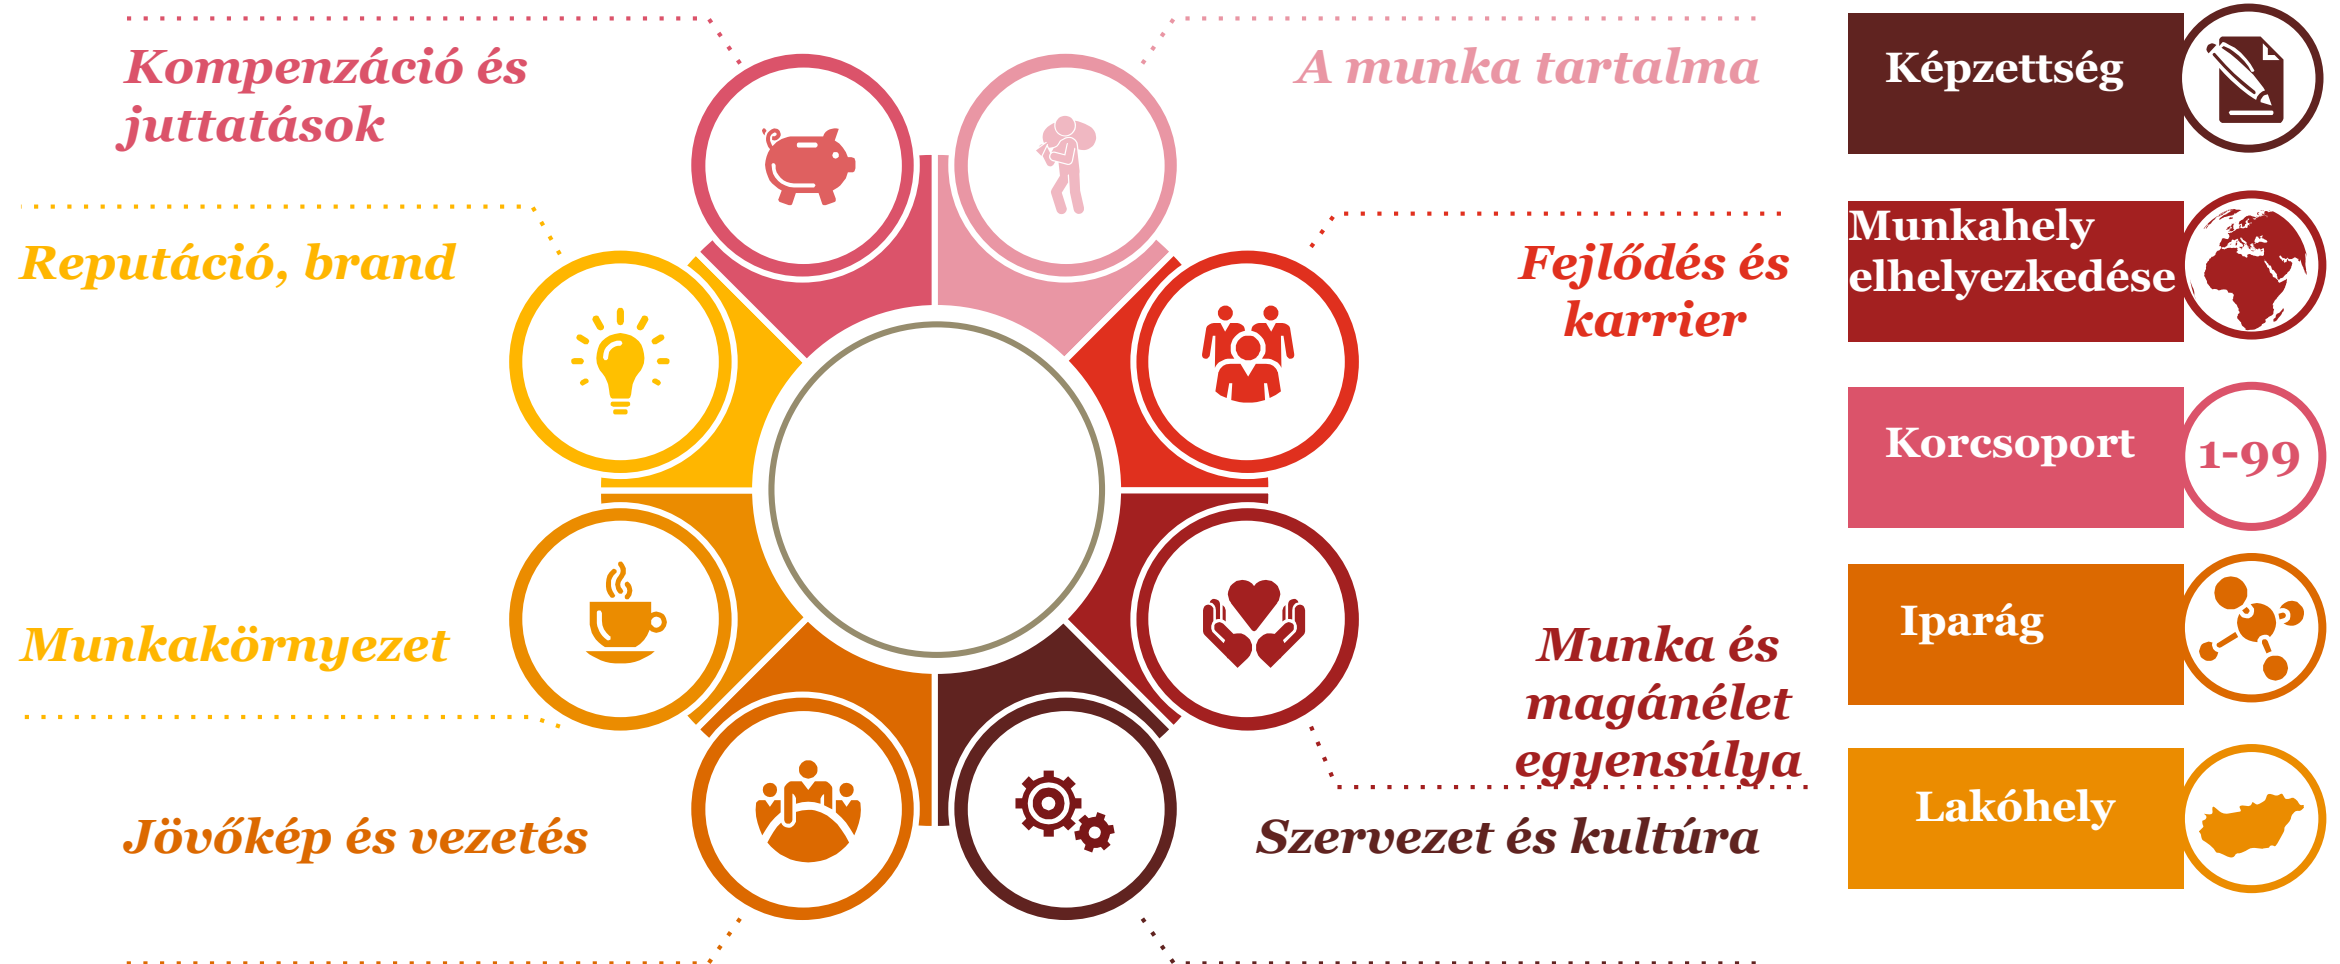 Kompenzáció és
juttatások
A munka tartalma
Reputáció, brand
Fejlődés és
karrier
Munkakörnyezet
Munka és
magánélet
egyensúlya
Jövőkép és vezetés
Szervezet és kultúra
Képzettség
Munkahely
elhelyezkedése
Korcsoport
1-99
Iparág
Lakóhely